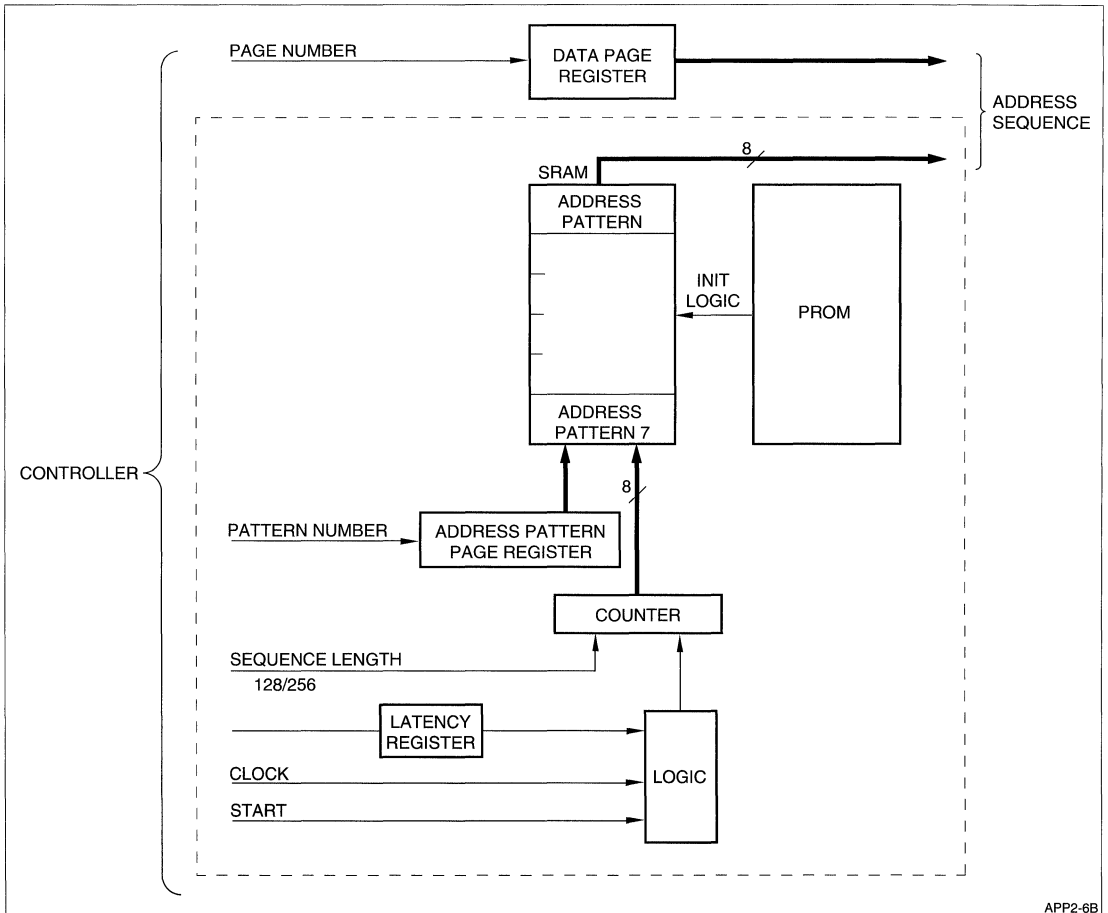 PAGE NUMBER
DATA PAGE
REGISTER
ADDRESS
SEQUENCE
8
SRAM
ADDRESS
PATTERN
INIT
LOGIC
PROM
ADDRESS
PATTERN 7
CONTROLLER
8
PATTERN NUMBER
ADDRESS PATTERN
PAGE REGISTER
COUNTER
SEQUENCE LENGTH
128/256
LATENCY
REGISTER
CLOCK
LOGIC
START
APP2-6B